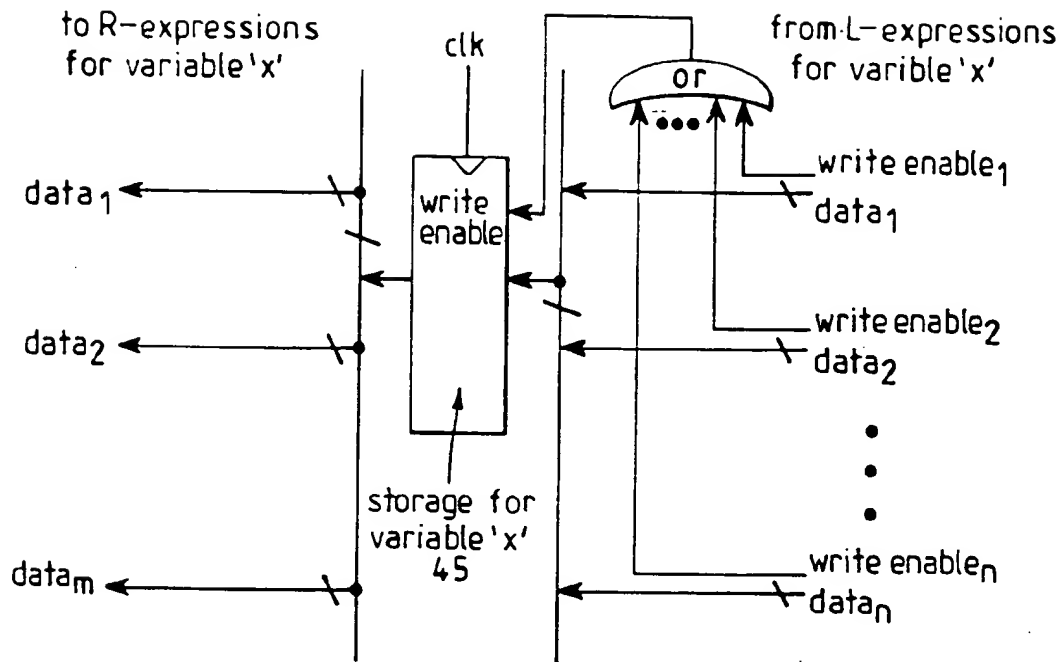 to R-expressions
for variable 'x'
clk
from L-expressions
for varible 'x'
or
write enable₁
data₁
data₁
write
enable
write enable₂
data₂
data₂
storage for
variable 'x'
45
write enableₙ
dataₙ
dataₘ